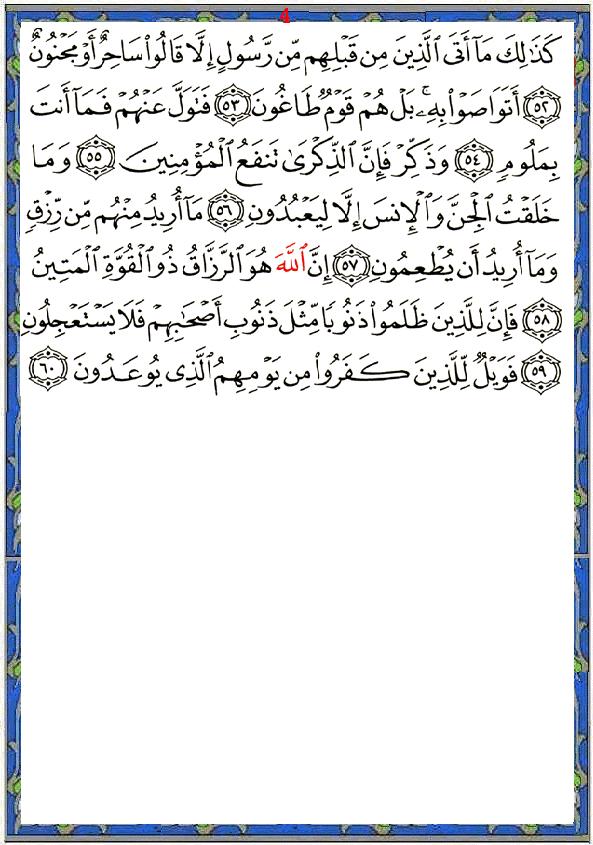 4
كَذَٰلِكَ مَآ أَتَى ٱلَّذِينَ مِن قَبْلِهِم مِّن رَّسُولٍ إِلَّا قَالُوا۟ سَاحِرٌ أَوْ مَجْنُونٌ
٥٢ أَتَوَاصَوْا۟ بِهِۦ ۚ بَلْ هُمْ قَوْمٌ طَاغُونَ ٥٣ فَتَوَلَّ عَنْهُمْ فَمَآ أَنتَ
بِمَلُومٍ ٥٤ وَذَكِّرْ فَإِنَّ ٱلذِّكْرَىٰ تَنفَعُ ٱلْمُؤْمِنِينَ ٥٥ وَمَا
خَلَقْتُ ٱلْجِنَّ وَٱلْإِنسَ إِلَّا لِيَعْبُدُونِ ٥٦ مَآ أُرِيدُ مِنْهُم مِّن رِّزْقٍ
وَمَآ أُرِيدُ أَن يُطْعِمُونِ ٥٧ إِنَّ ٱللَّهَ هُوَ ٱلرَّزَّاقُ ذُو ٱلْقُوَّةِ ٱلْمَتِينُ
٥٨ فَإِنَّ لِلَّذِينَ ظَلَمُوا۟ ذَنُوبًا مِّثْلَ ذَنُوبِ أَصْحَٰبِهِمْ فَلَا يَسْتَعْجِلُونِ
٥٩ فَوَيْلٌ لِّلَّذِينَ كَفَرُوا۟ مِن يَوْمِهِمُ ٱلَّذِى يُوعَدُونَ ٦٠